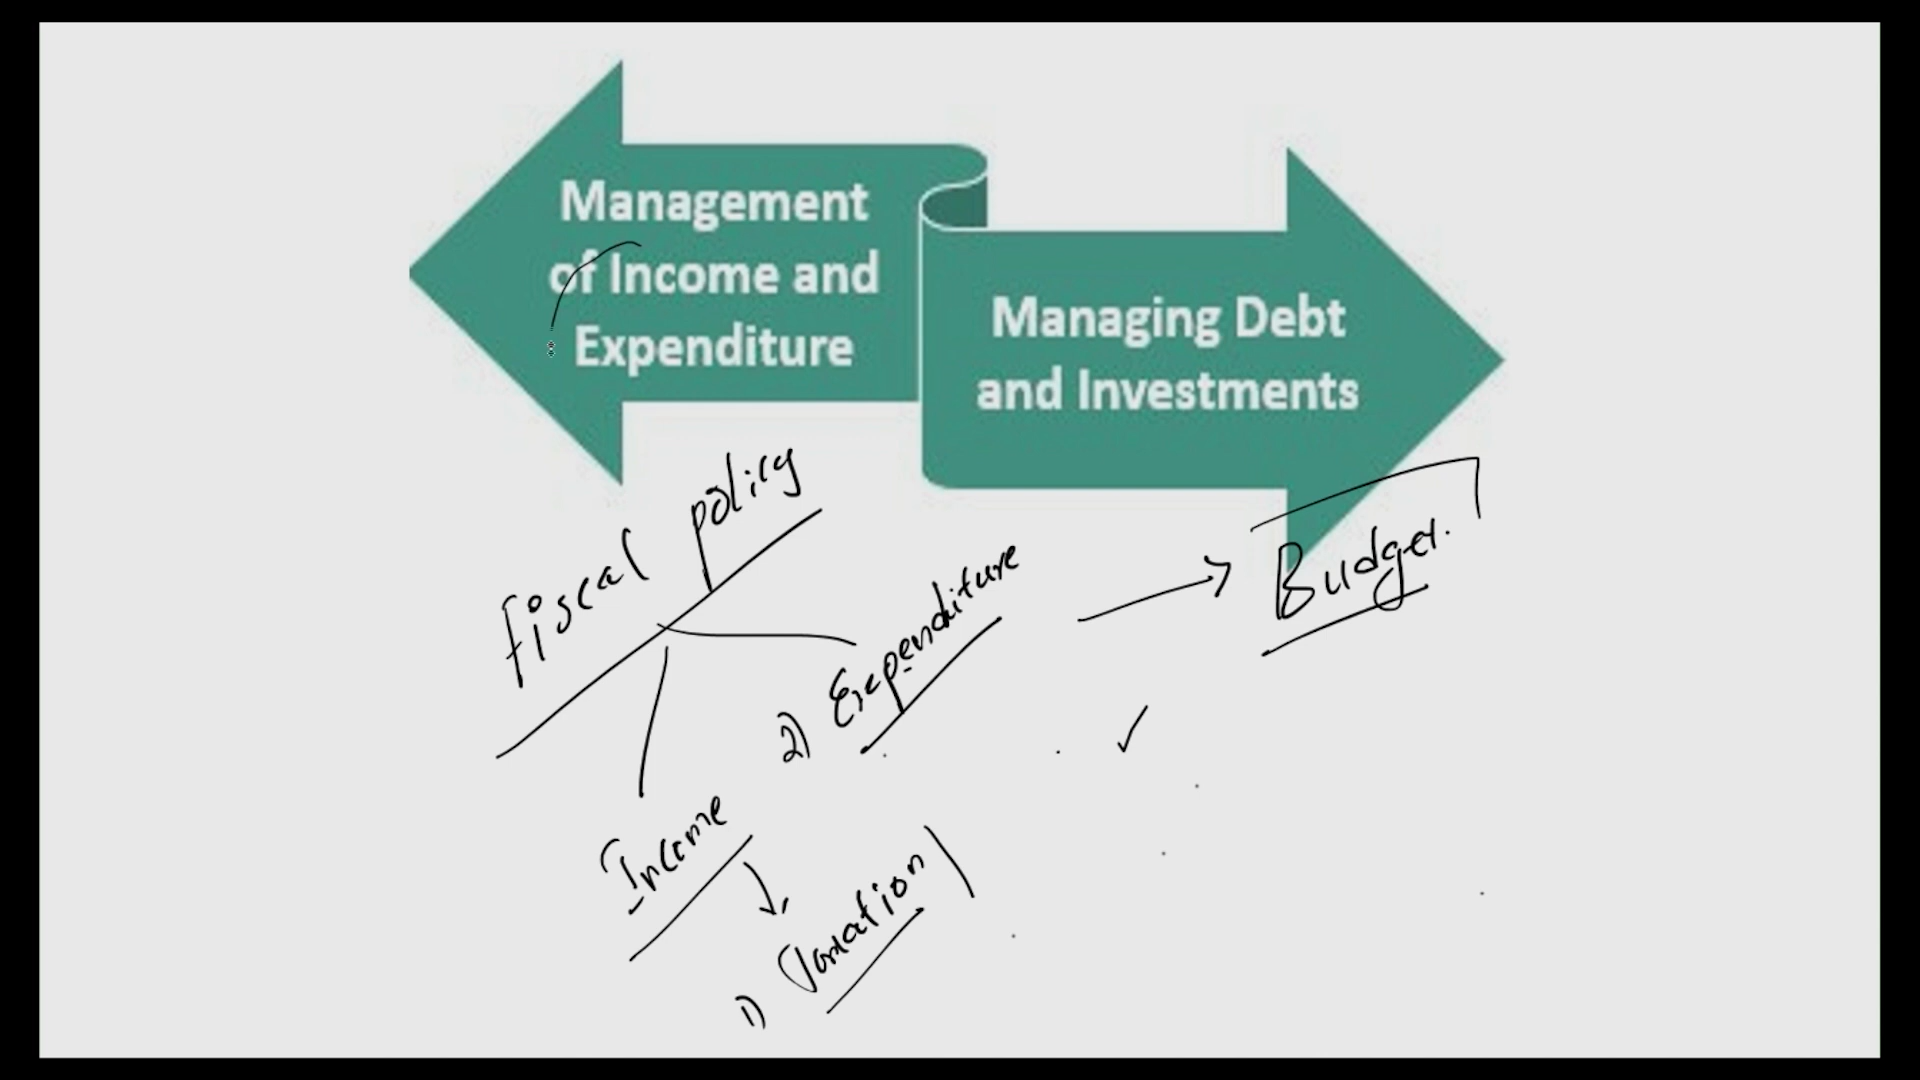 Management
of Income and
Expenditure
Managing Debt
and Investments
fiscal policy
2) Expenditure
Budget.
Income
1) Taxation